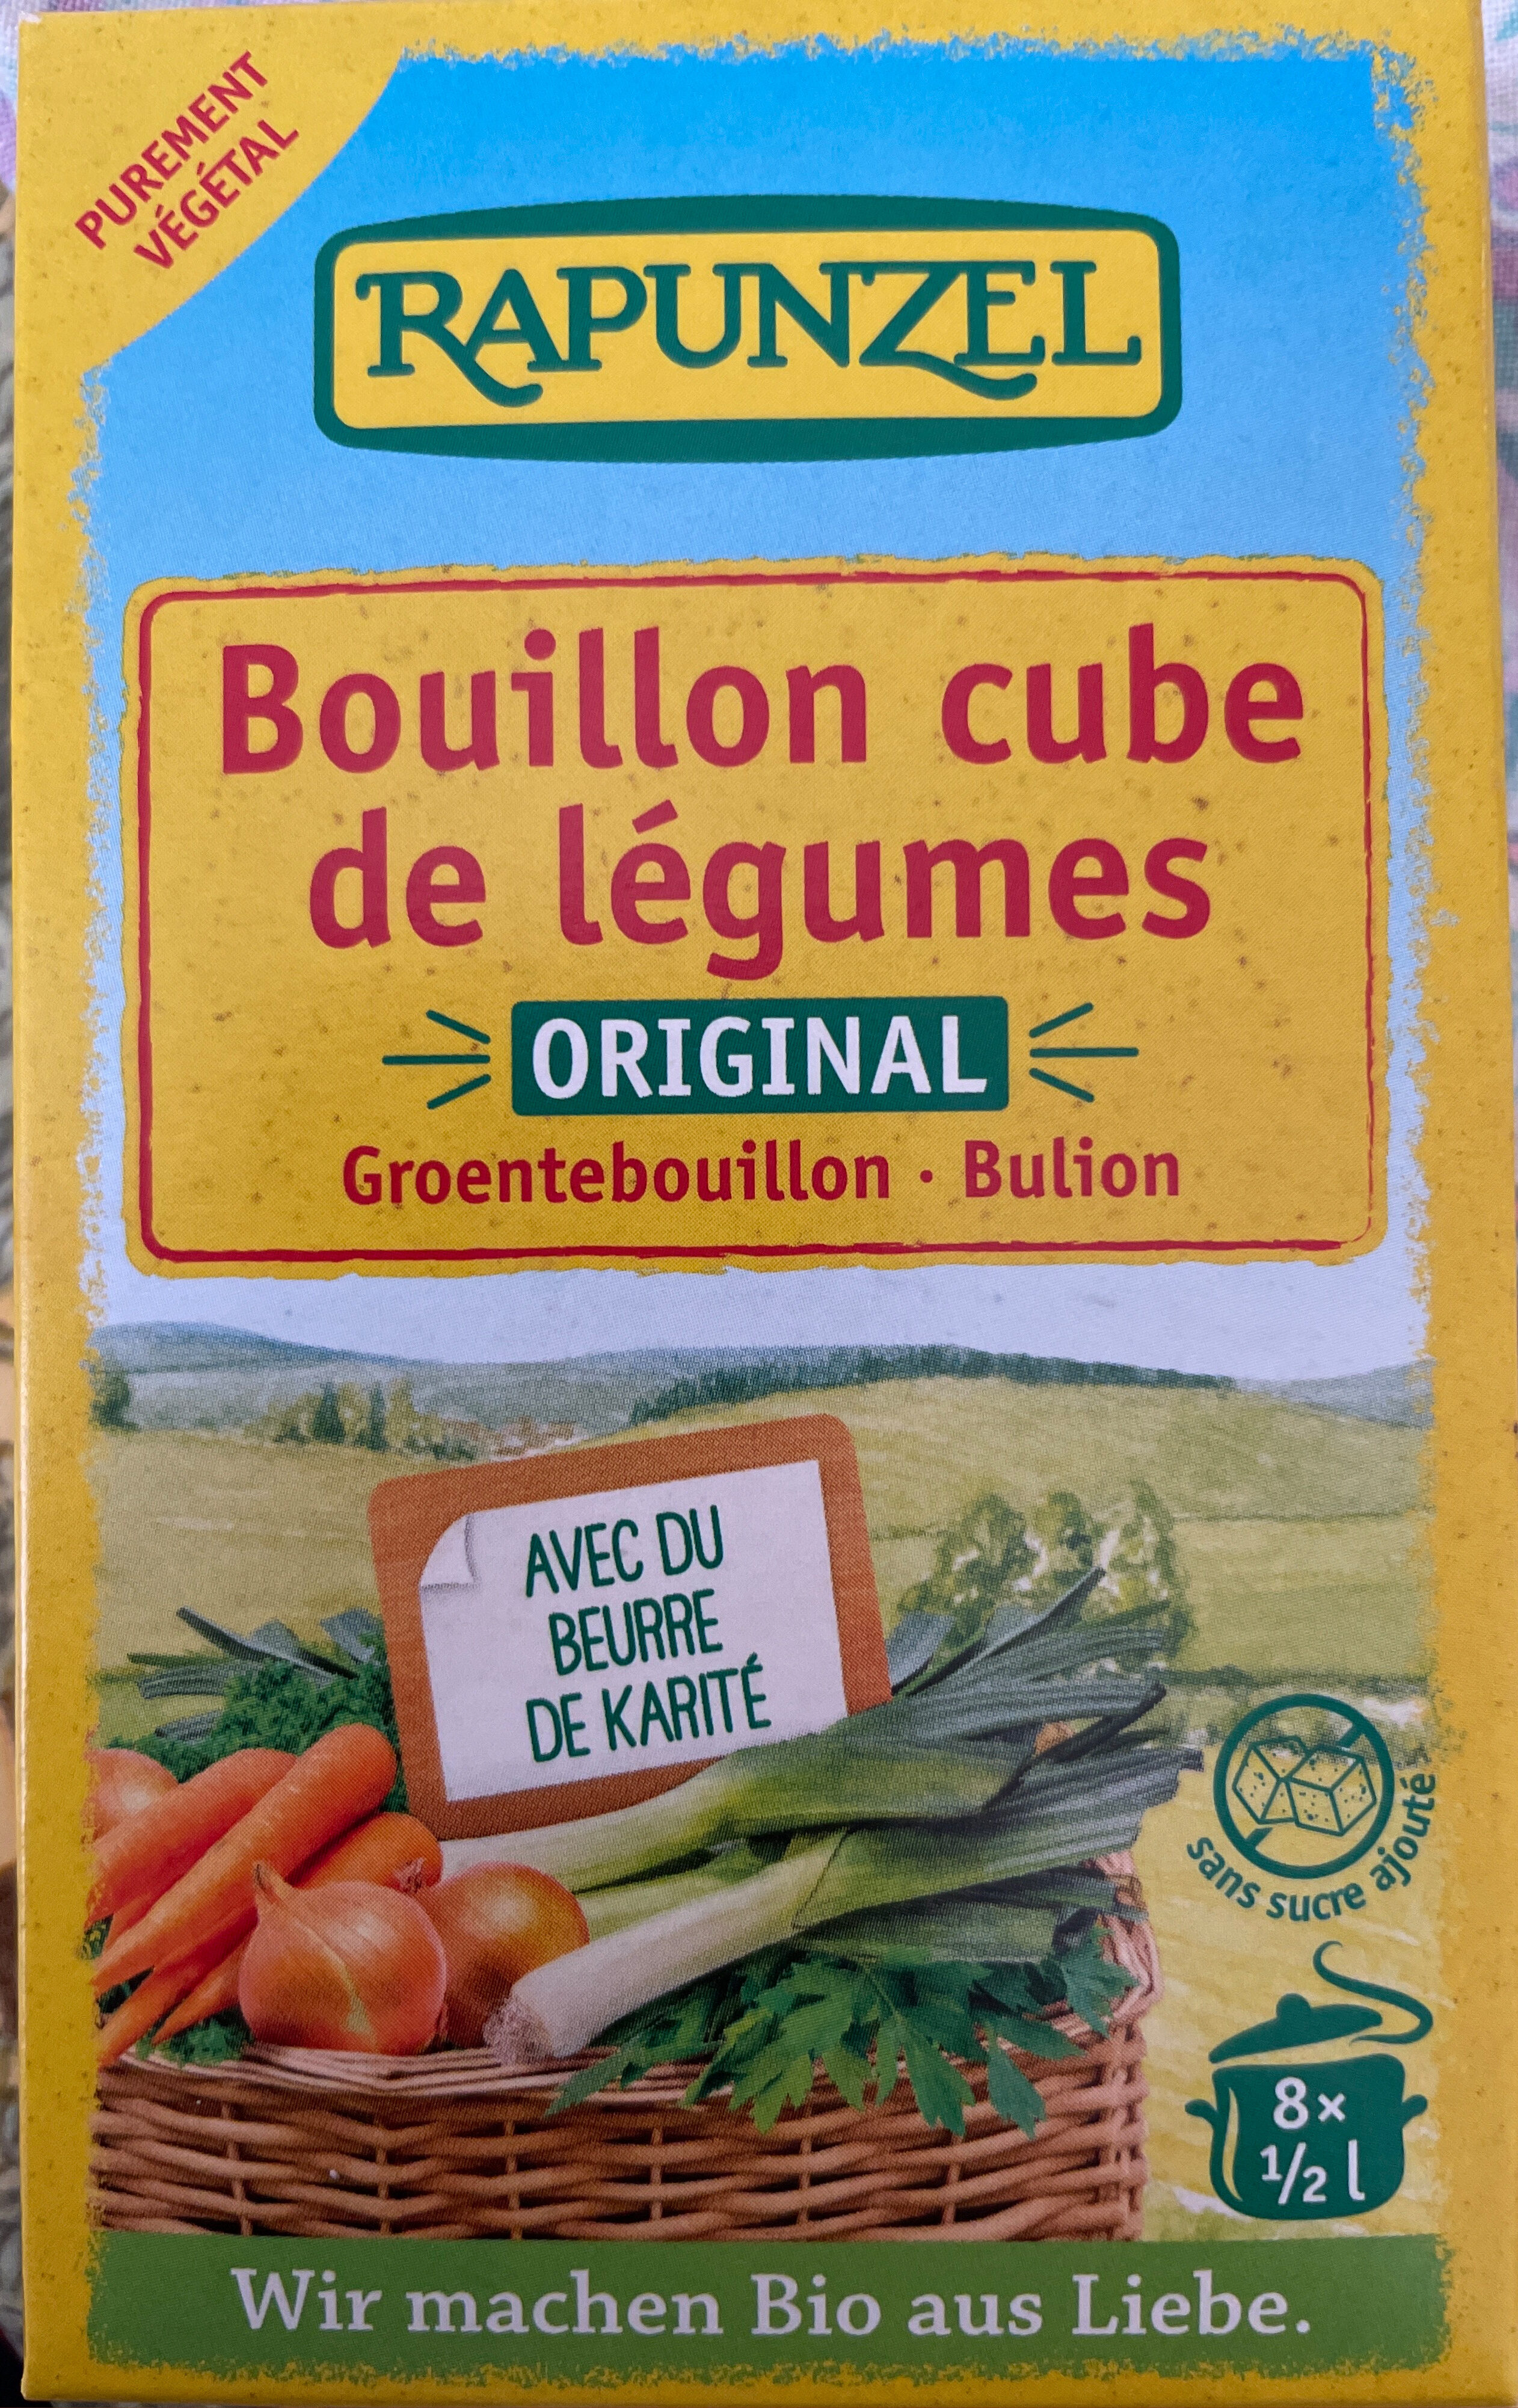 PUREMENT
VÉGÉTAL
RAPUNZEL
Bouillon cube
de légumes
ORIGINAL
Groentebouillon · Bulion
AVEC DU
BEURRE
DE KARITÉ
sans sucre ajouté
8×
1/2 l
Wir machen Bio aus Liebe.